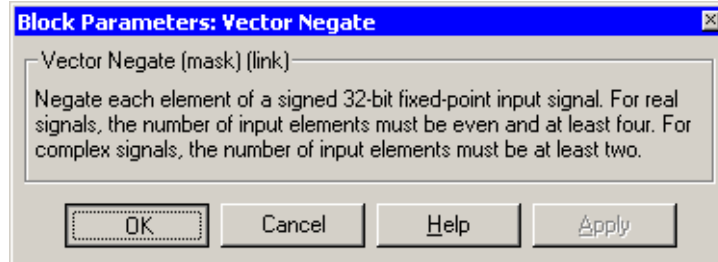 Block Parameters: Vector Negate
Vector Negate (mask) (link)
Negate each element of a signed 32-bit fixed-point input signal. For real
signals, the number of input elements must be even and at least four. For
complex signals, the number of input elements must be at least two.
OK Cancel Help Apply